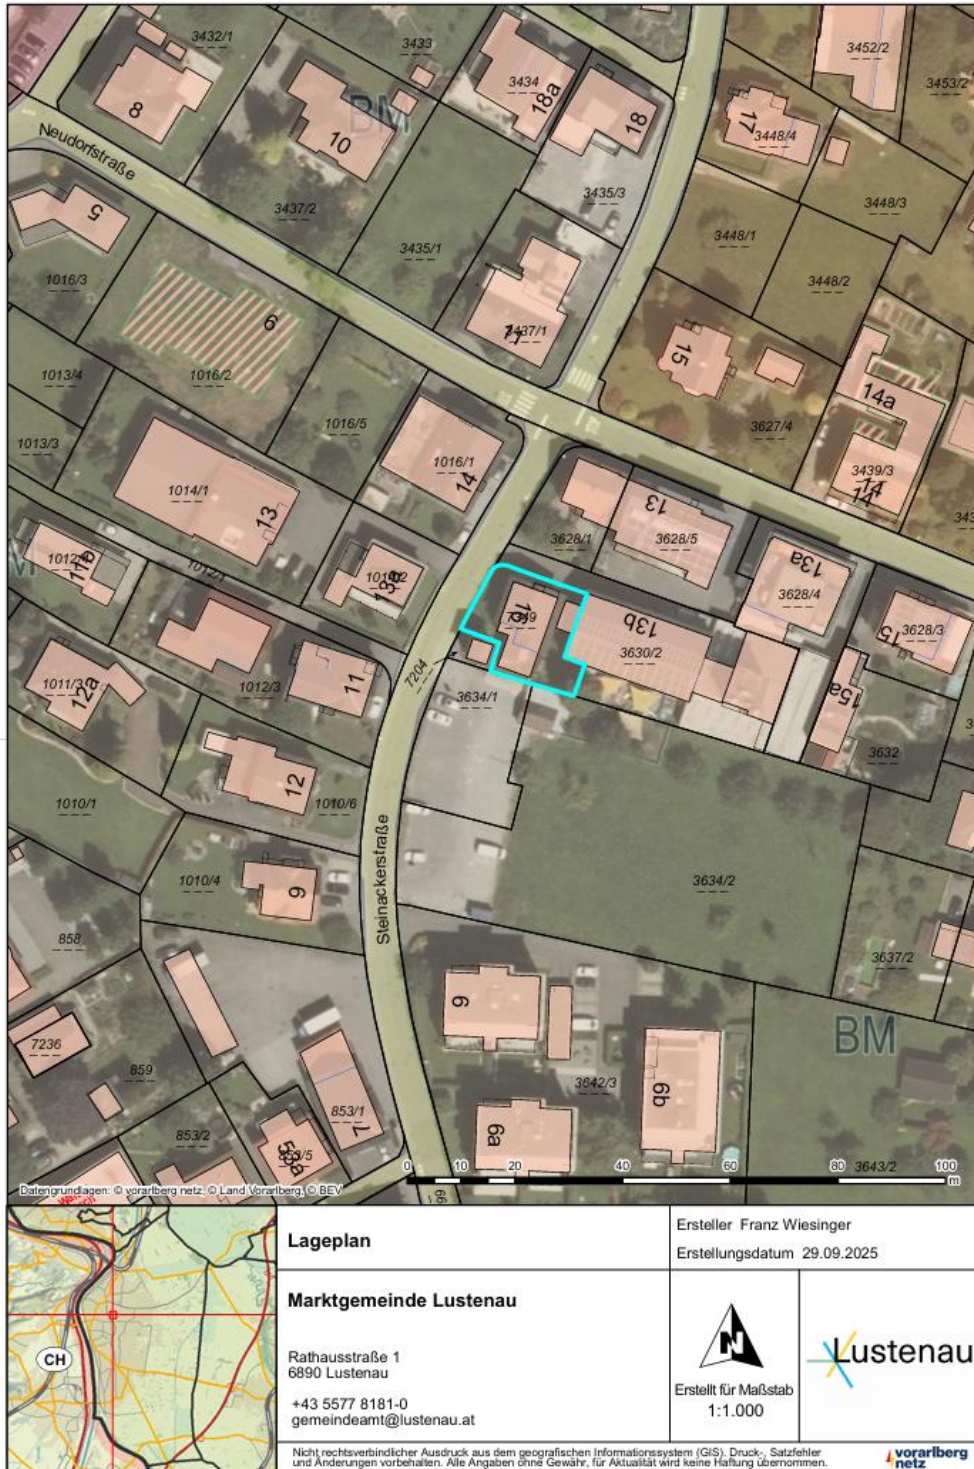 3432/1
3433
3452/2
3453/2
8
10
BM
3434
18a
18
17
3448/4
Neudorfstraße
3437/2
3435/3
3448/3
5
3435/1
3448/1
3448/2
1016/3
6
3437/1
15
1013/4
1016/2
1016/5
14a
3627/4
1013/3
1016/1
14
3439/3
14
14
1014/1
13
13
3628/1
3628/5
13a
3628/4
13b
3630/2
15
3628/3
1012/1
11
1011/3
12a
1012/3
7204
3634/1
15a
3632
12
1010/1
1010/6
9
1010/4
Steinackerstraße
3634/2
858
3637/2
6
7236
859
BM
3642/3
6b
853/1
7
853/2
6a
0 10 20 40 60 80 100
m
3643/2
Datengrundlagen: © vorarlberg netz, © Land Vorarlberg, © BEV
CH
Lageplan
Ersteller Franz Wiesinger
Erstellungsdatum 29.09.2025
Marktgemeinde Lustenau
Rathausstraße 1
6890 Lustenau
+43 5577 8181-0
gemeindeamt@lustenau.at
N
Erstellt für Maßstab
1:1.000
Lustenau
Nicht rechtsverbindlicher Ausdruck aus dem geografischen Informationssystem (GIS). Druck-, Satzfehler
und Änderungen vorbehalten. Alle Angaben ohne Gewähr, für Aktualität wird keine Haftung übernommen.
vorarlberg
netz